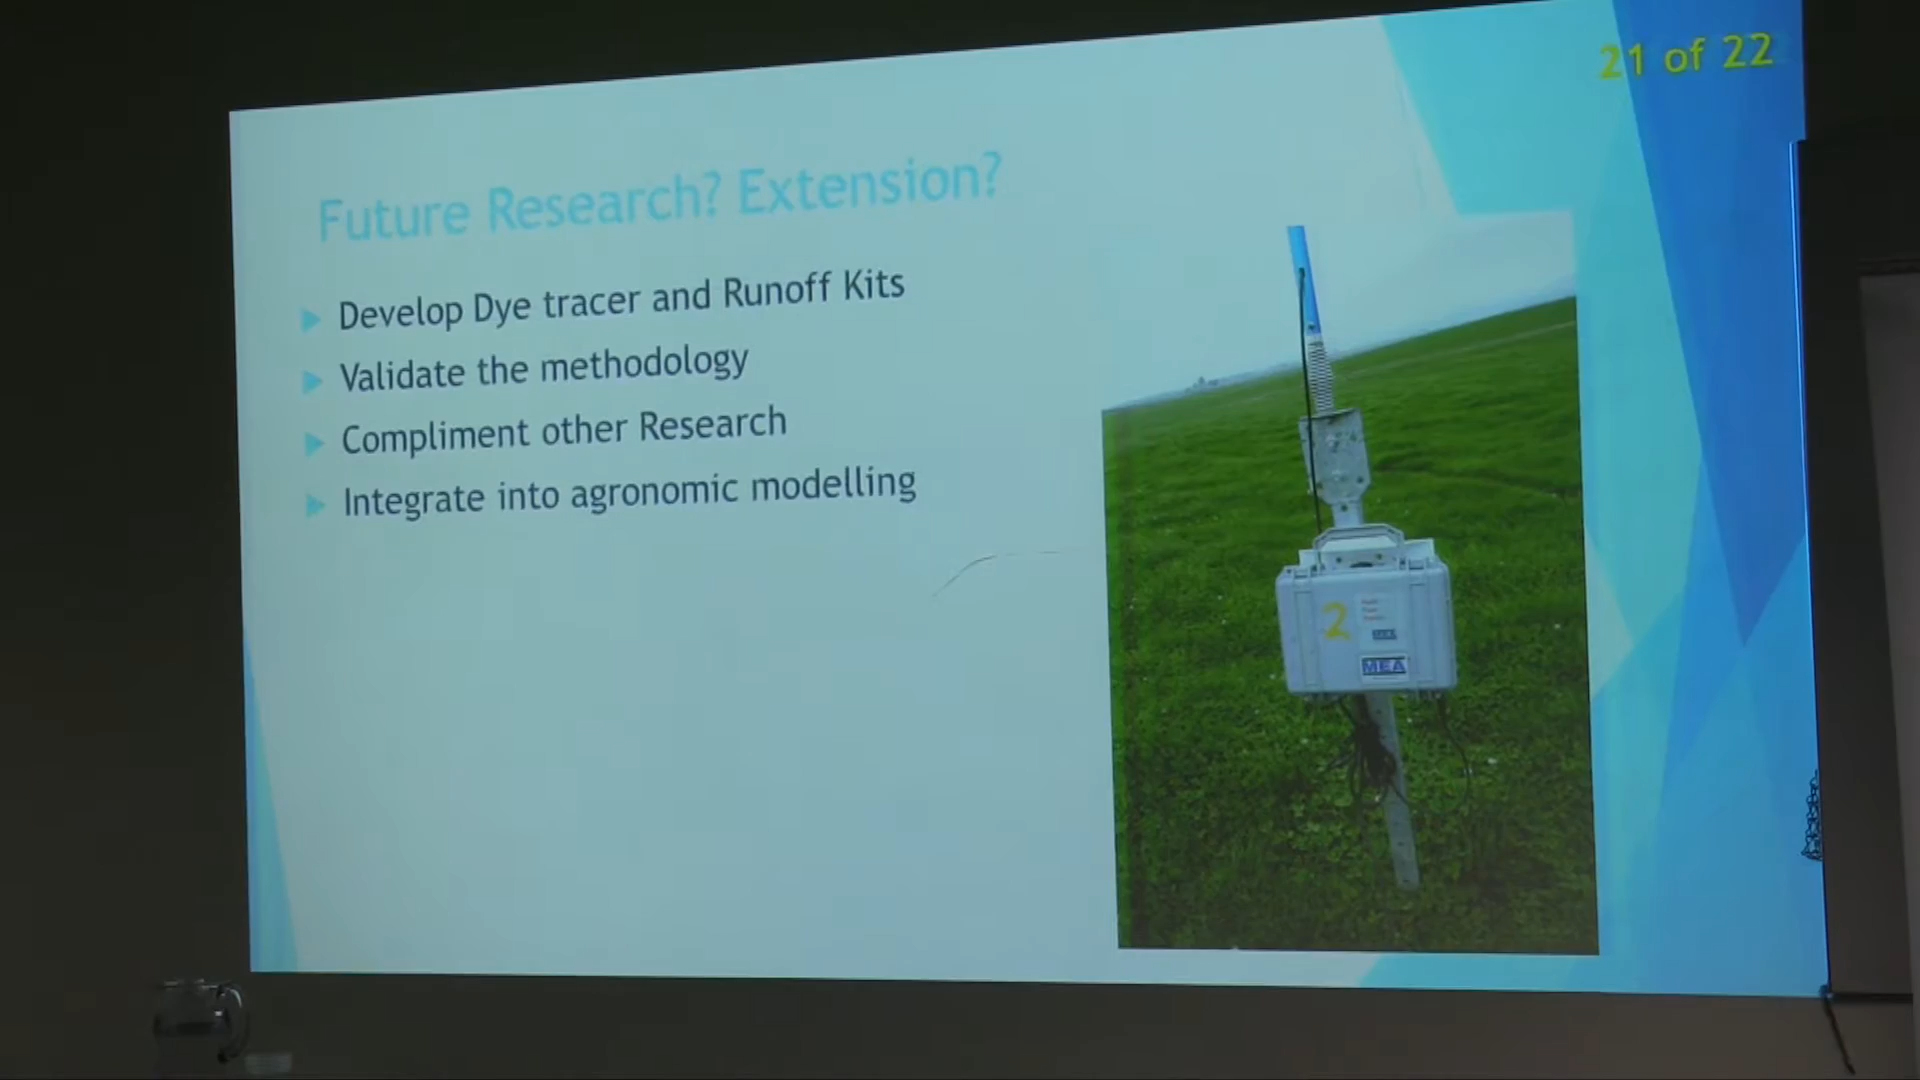 21 of 22
Future Research? Extension?
Develop Dye tracer and Runoff Kits
Validate the methodology
Compliment other Research
Integrate into agronomic modelling
2
MEA
MEA